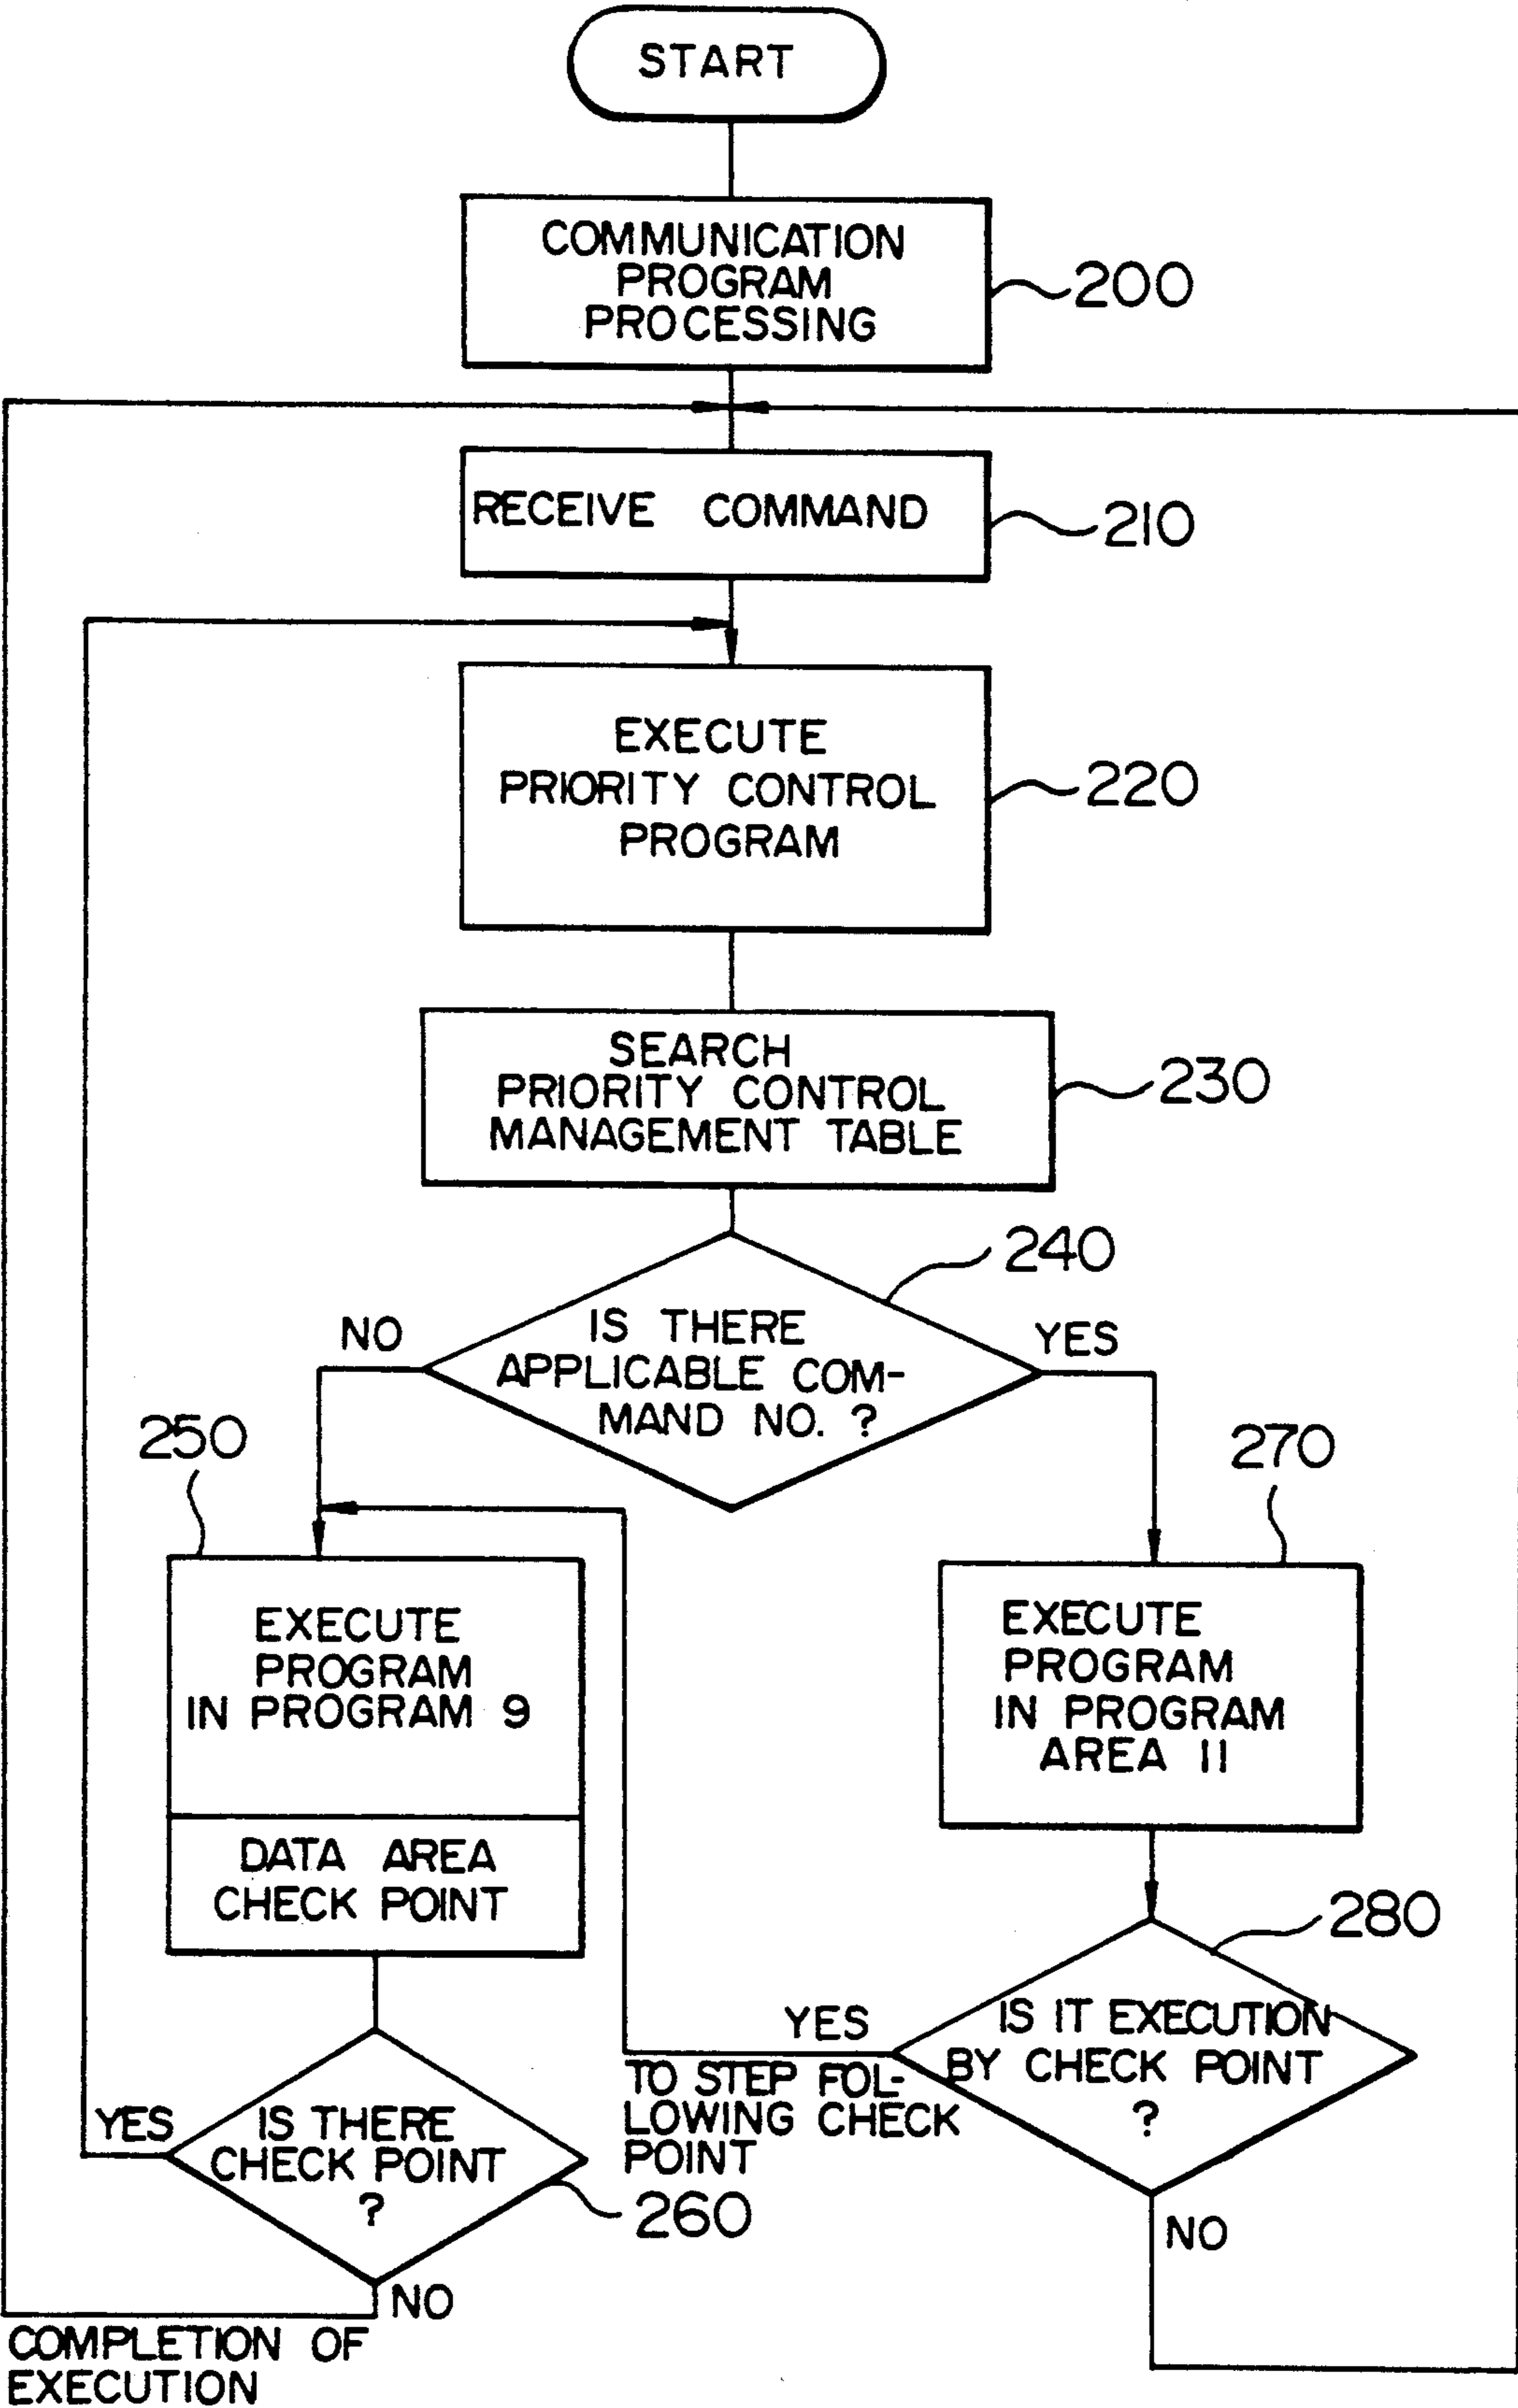 START
COMMUNICATION
PROGRAM
PROCESSING
200
RECEIVE COMMAND
210
EXECUTE
PRIORITY CONTROL
PROGRAM
220
SEARCH
PRIORITY CONTROL
MANAGEMENT TABLE
230
240
NO
IS THERE
APPLICABLE COM-
MAND NO. ?
YES
250
270
EXECUTE
PROGRAM
IN PROGRAM 9
DATA AREA
CHECK POINT
EXECUTE
PROGRAM
IN PROGRAM
AREA 11
280
YES
IS IT EXECUTION
BY CHECK POINT
?
TO STEP FOL-
LOWING CHECK
POINT
YES
IS THERE
CHECK POINT
?
260
NO
NO
COMPLETION OF
EXECUTION